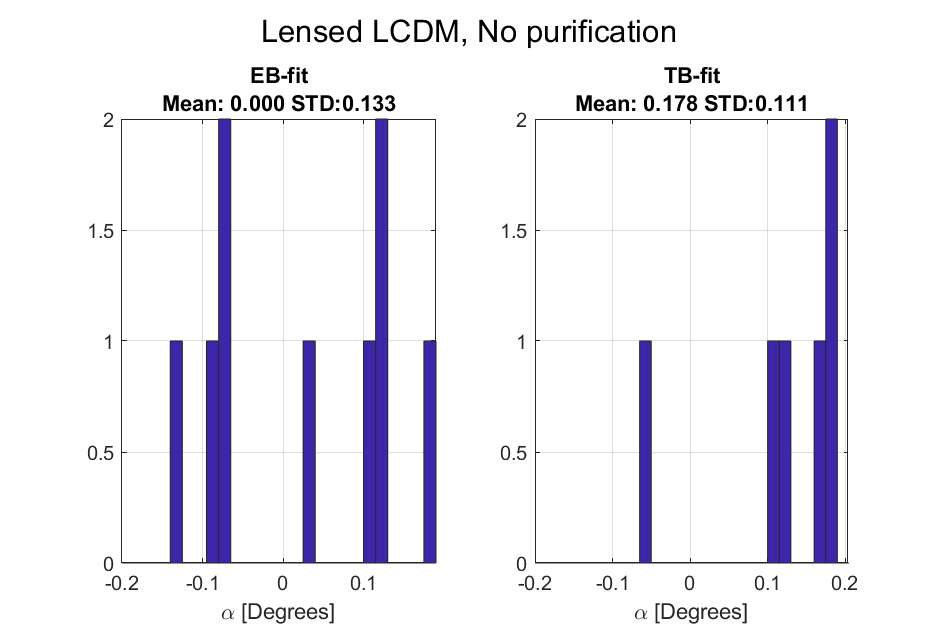 Lensed LCDM, No purification
EB-fit
Mean: 0.000 STD:0.133
2
1.5
1
0.5
0
-0.2
-0.1
0
0.1
α [Degrees]
TB-fit
Mean: 0.178 STD:0.111
2
1.5
1
0.5
0
-0.2
-0.1
0
0.1
0.2
α [Degrees]